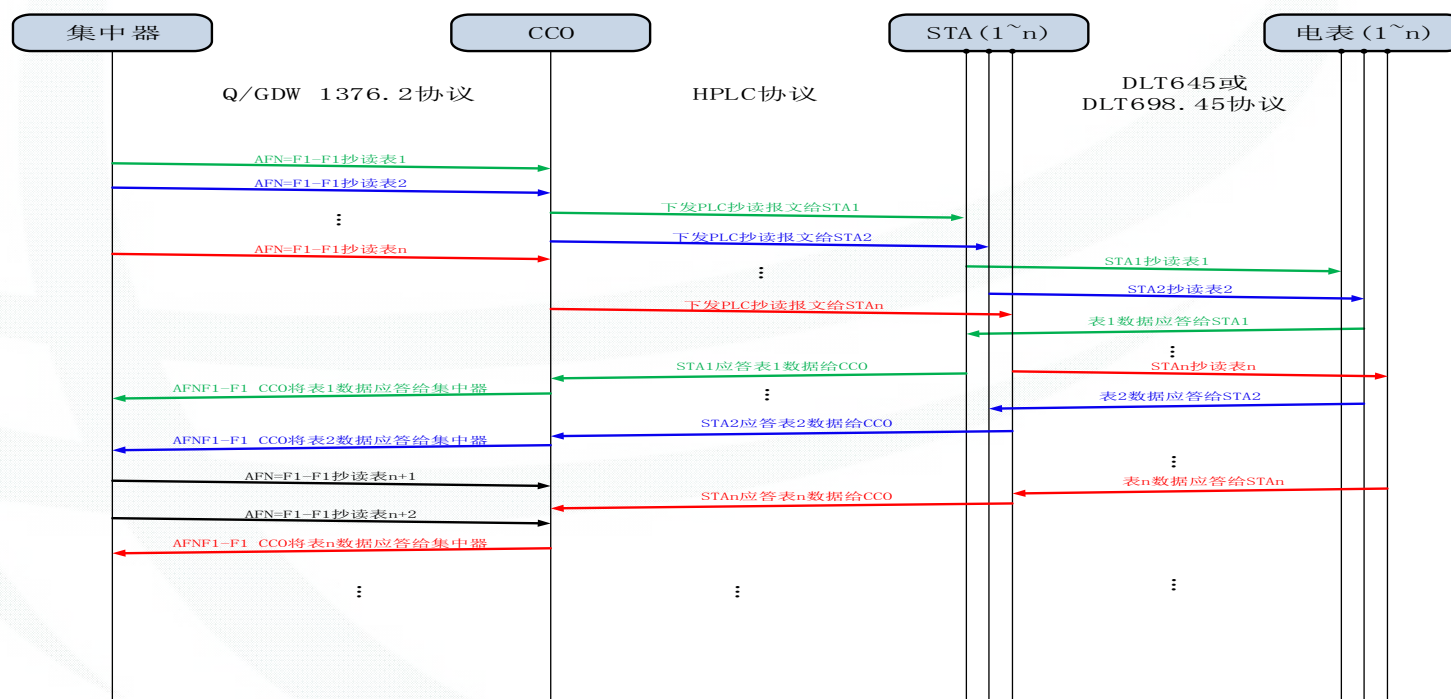 集中器
CCO
STA(1~n)
电表(1~n)
Q/GDW 1376.2协议
HPLC协议
DLT645或
DLT698.45协议
AFN=F1-F1抄读表1
AFN=F1-F1抄读表2
下发PLC抄读报文给STA1
⋮
下发PLC抄读报文给STA2
AFN=F1-F1抄读表n
STA1抄读表1
⋮
STA2抄读表2
下发PLC抄读报文给STAn
表1数据应答给STA1
⋮
STA1应答表1数据给CCO
STAn抄读表n
AFNF1-F1 CCO将表1数据应答给集中器
⋮
表2数据应答给STA2
STA2应答表2数据给CCO
AFNF1-F1 CCO将表2数据应答给集中器
⋮
AFN=F1-F1抄读表n+1
表n数据应答给STAn
STAn应答表n数据给CCO
AFN=F1-F1抄读表n+2
AFNF1-F1 CCO将表n数据应答给集中器
⋮
⋮
⋮